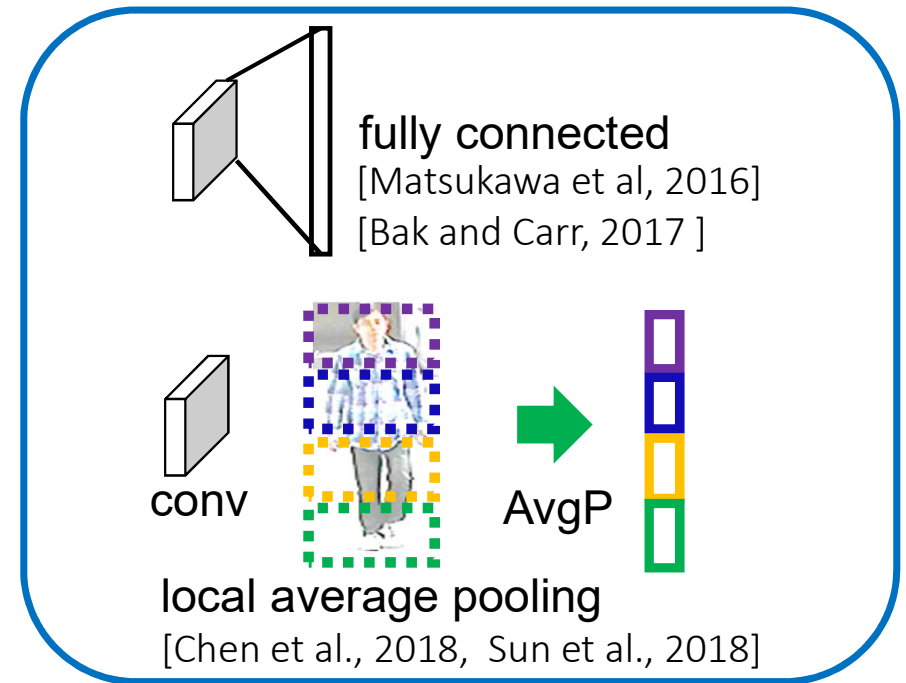 fully connected
[Matsukawa et al, 2016]
[Bak and Carr, 2017 ]
conv
AvgP
local average pooling
[Chen et al., 2018, Sun et al., 2018]